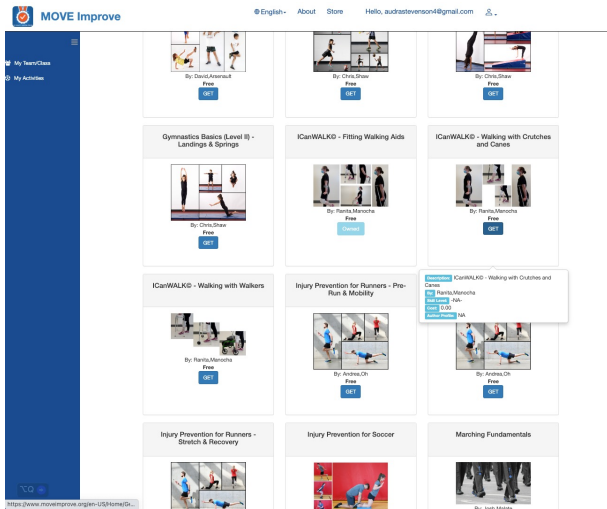 MOVE Improve
English
About
Store
Hello, audrastevenson4@gmail.com
My Team/Class
My Activities
By: David,Arsenault
Free
GET
By: Chris,Shaw
Free
GET
By: Chris,Shaw
Free
GET
Gymnastics Basics (Level II) -
Landings & Springs
By: Chris,Shaw
Free
GET
ICanWALK© - Fitting Walking Aids
By: Ranita,Manocha
Free
Owned
ICanWALK© - Walking with Crutches
and Canes
By: Ranita,Manocha
Free
GET
Description: ICanWALK© - Walking with Crutches and
Canes
By: Ranita,Manocha
Skill Level: -NA-
Cost: 0.00
Author Profile: NA
ICanWALK© - Walking with Walkers
By: Ranita,Manocha
Free
GET
Injury Prevention for Runners - Pre-
Run & Mobility
By: Andrea,Oh
Free
GET
By: Andrea,Oh
Free
GET
Injury Prevention for Runners -
Stretch & Recovery
Injury Prevention for Soccer
Marching Fundamentals
By: Josh,Malate
https://www.moveimprove.org/en-US/Home/Gi...